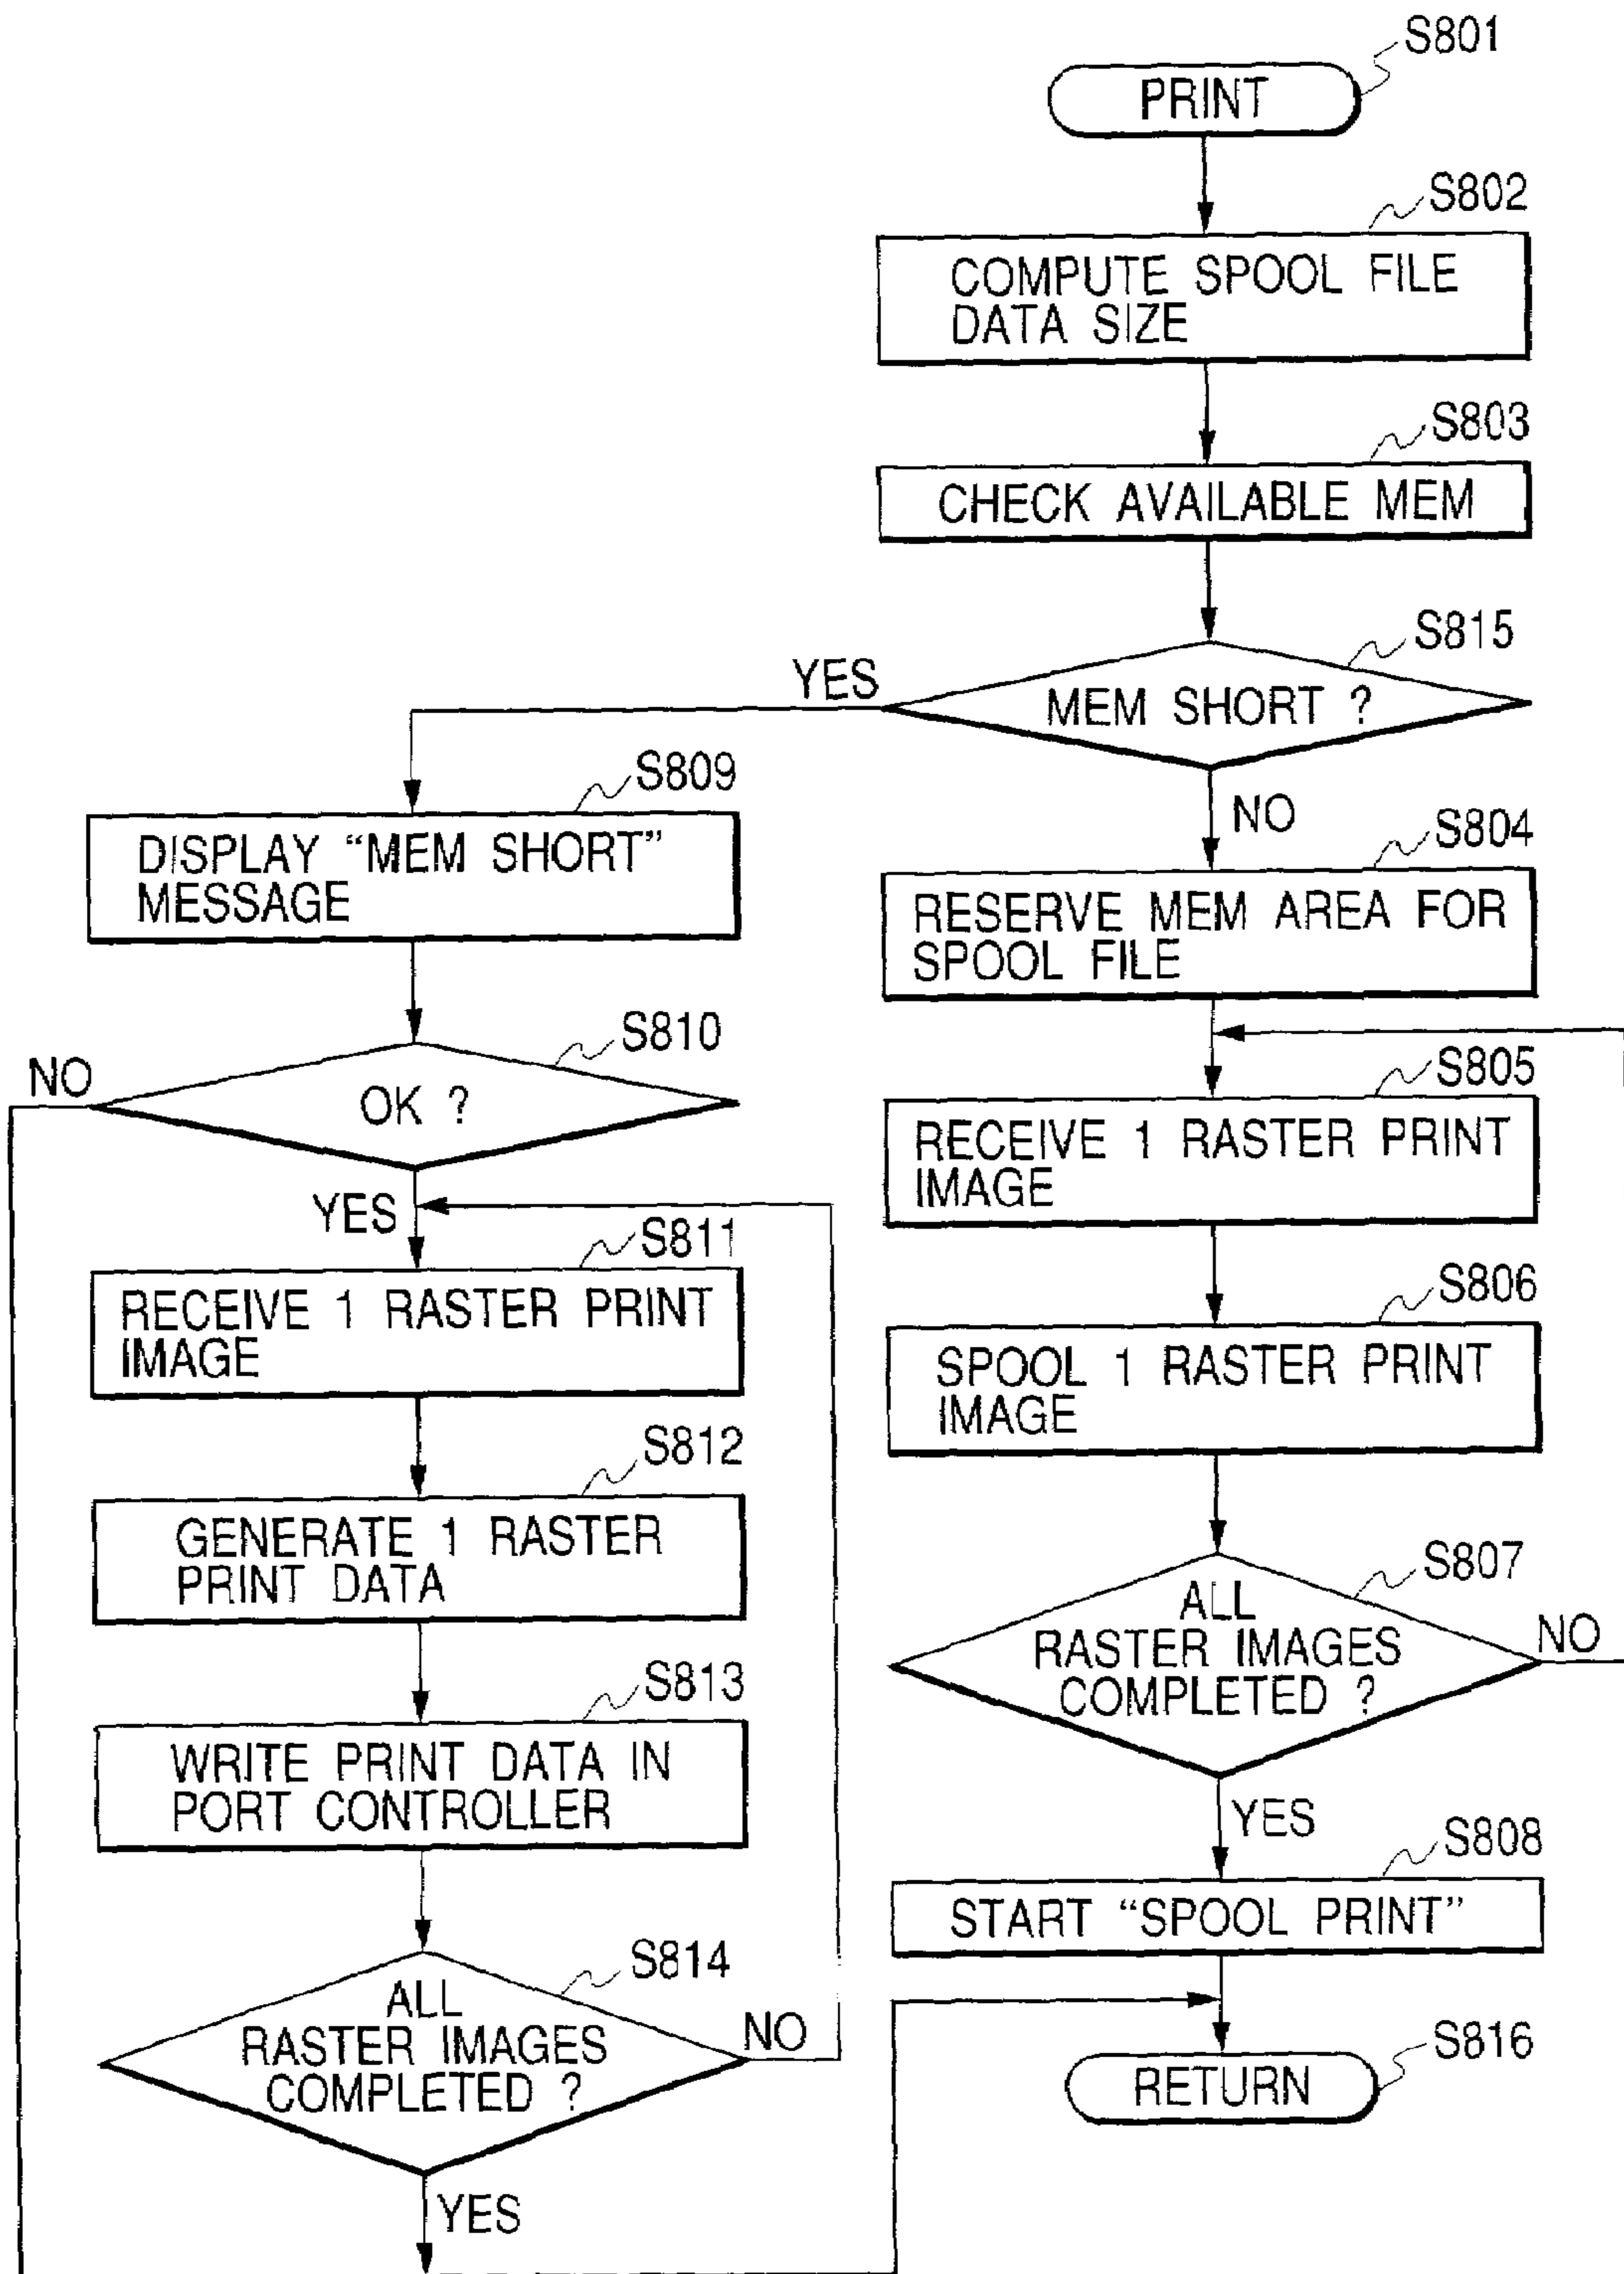 S801
PRINT
S802
COMPUTE SPOOL FILE
DATA SIZE
S803
CHECK AVAILABLE MEM
S815
MEM SHORT ?
YES
NO
S809
DISPLAY “MEM SHORT”
MESSAGE
S810
OK ?
NO
YES
S811
RECEIVE 1 RASTER PRINT
IMAGE
S812
GENERATE 1 RASTER
PRINT DATA
S813
WRITE PRINT DATA IN
PORT CONTROLLER
S814
ALL
RASTER IMAGES
COMPLETED ?
NO
YES
S804
RESERVE MEM AREA FOR
SPOOL FILE
S805
RECEIVE 1 RASTER PRINT
IMAGE
S806
SPOOL 1 RASTER PRINT
IMAGE
S807
ALL
RASTER IMAGES
COMPLETED ?
NO
YES
S808
START “SPOOL PRINT”
S816
RETURN